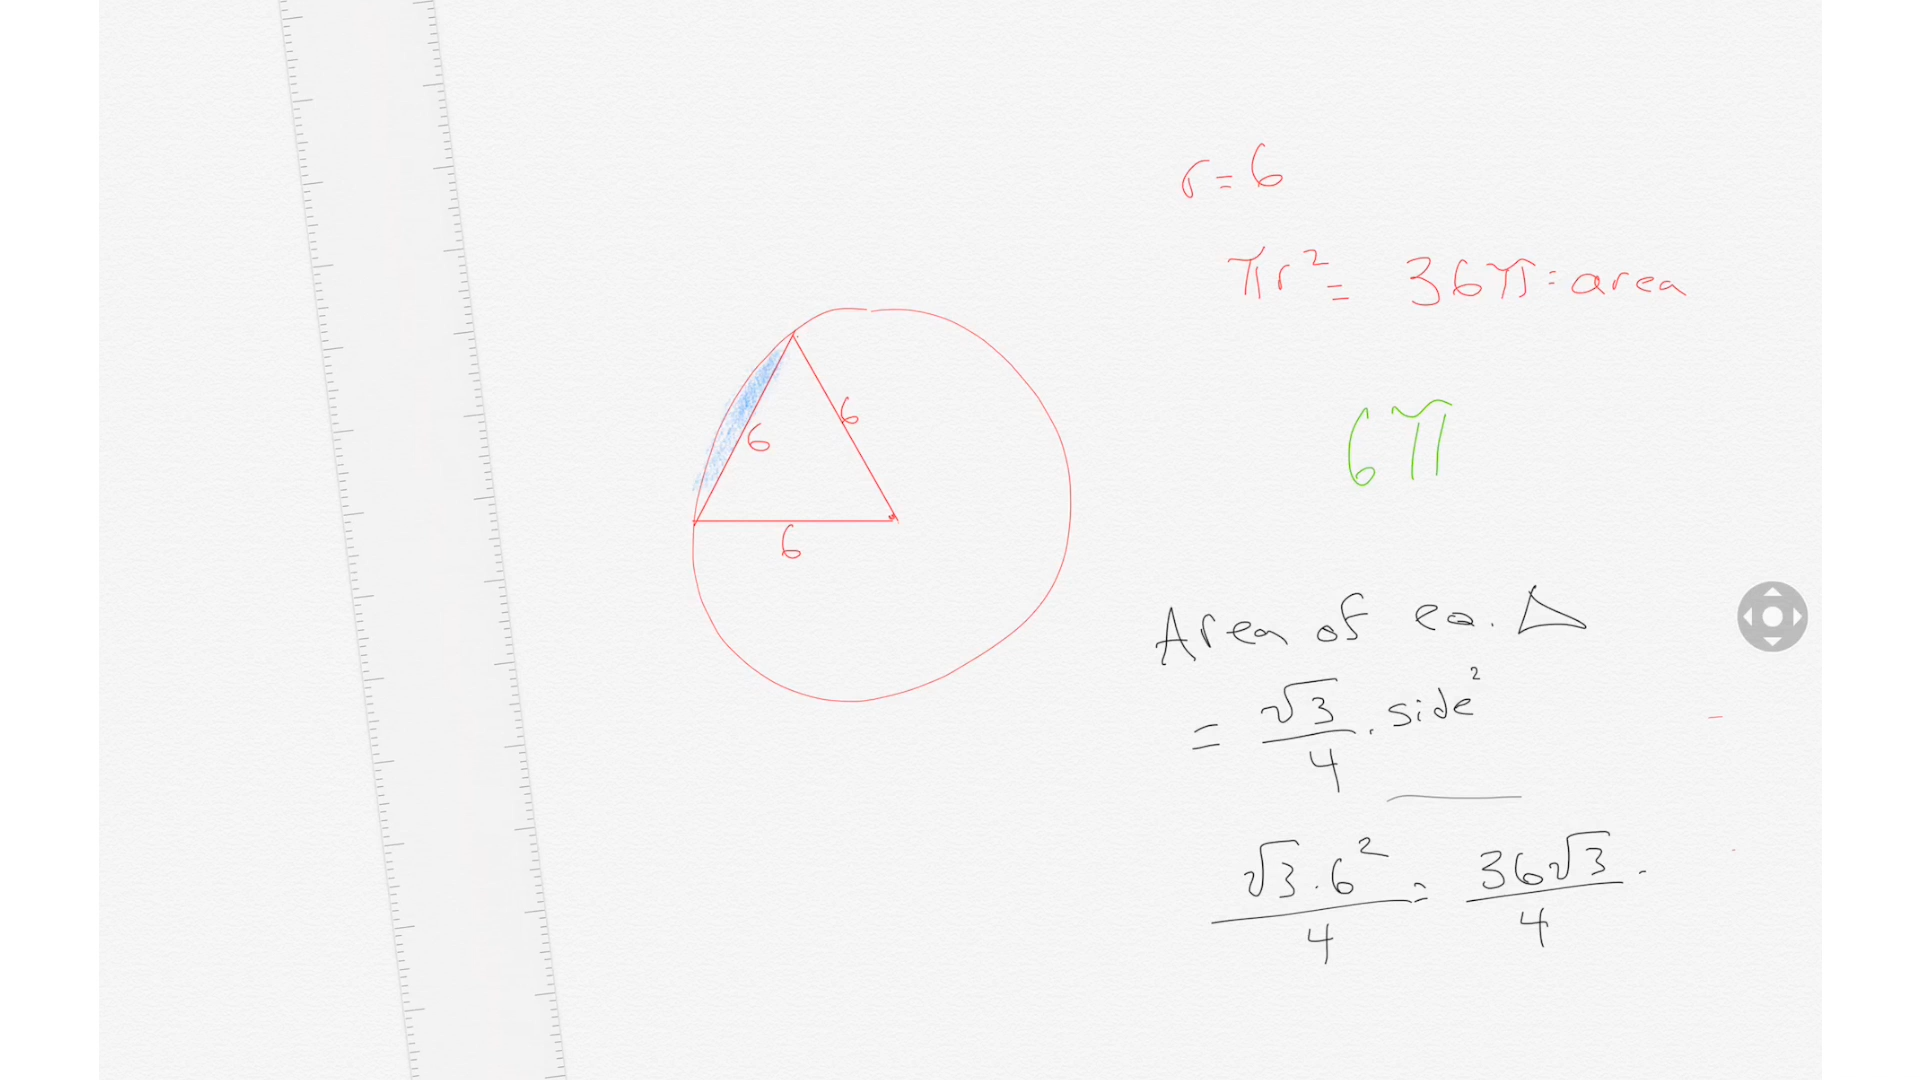 r = 6
πr² = 36π = area
6
6
6π
6
Area of eq. △
= √3/4 . side²
√3 . 6²/4 = 36√3/4 .